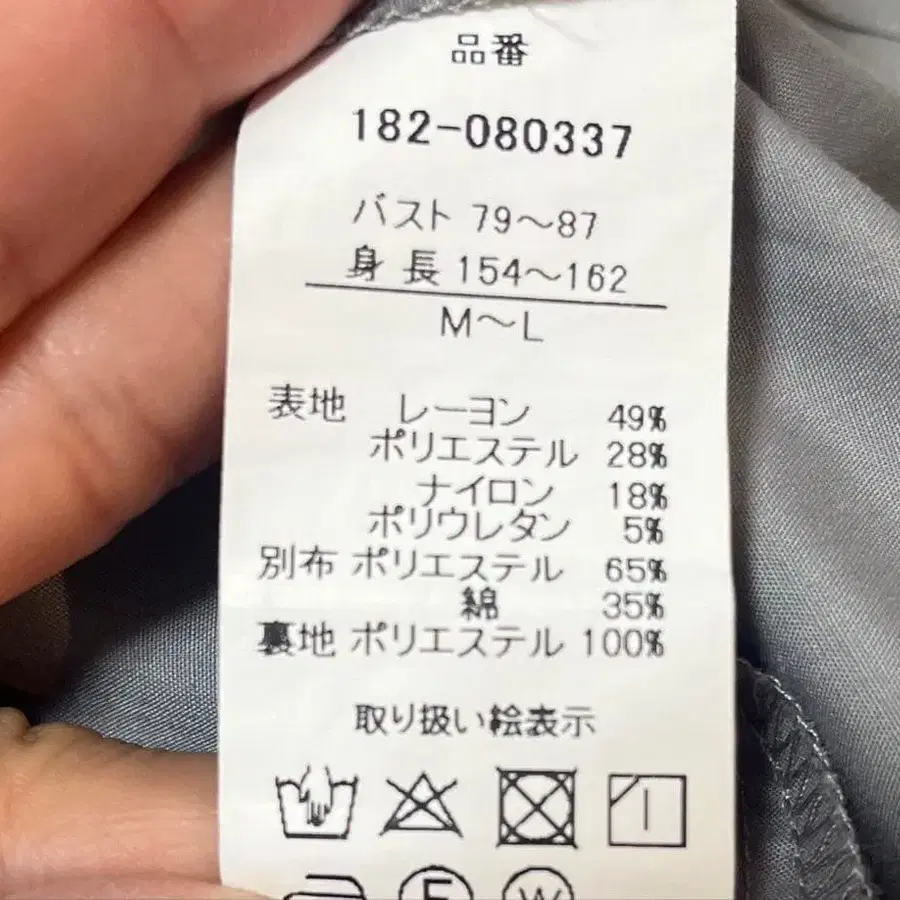 品番
182-080337
バスト 79〜87
身長 154〜162
M〜L
表地 レーヨン 49%
ポリエステル 28%
ナイロン 18%
ポリウレタン 5%
別布 ポリエステル 65%
綿 35%
裏地 ポリエステル 100%
取り扱い絵表示
F W